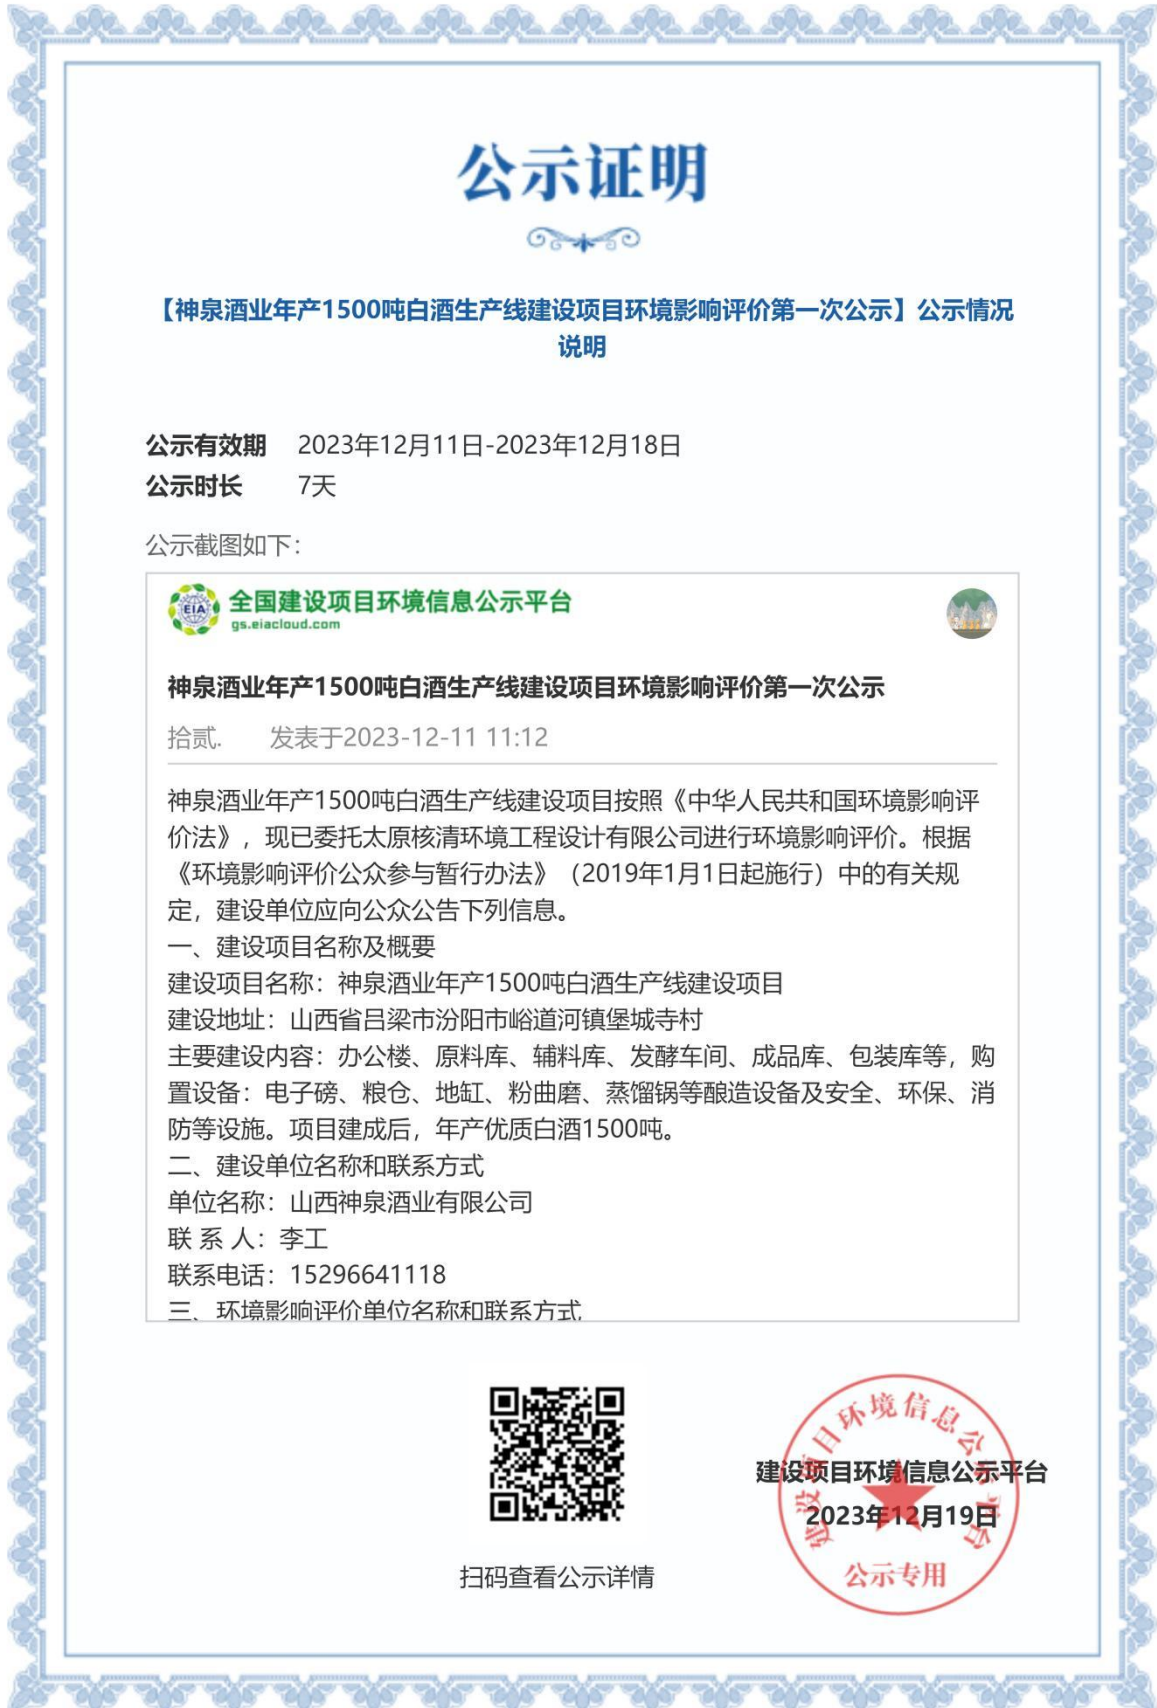 公示证明
【神泉酒业年产1500吨白酒生产线建设项目环境影响评价第一次公示】公示情况
说明
公示有效期 2023年12月11日-2023年12月18日
公示时长 7天
公示截图如下：
EIA
全国建设项目环境信息公示平台
gs.eiacloud.com
神泉酒业年产1500吨白酒生产线建设项目环境影响评价第一次公示
拾贰. 发表于2023-12-11 11:12
神泉酒业年产1500吨白酒生产线建设项目按照《中华人民共和国环境影响评
价法》，现已委托太原核清环境工程设计有限公司进行环境影响评价。根据
《环境影响评价公众参与暂行办法》（2019年1月1日起施行）中的有关规
定，建设单位应向公众公告下列信息。
一、建设项目名称及概要
建设项目名称：神泉酒业年产1500吨白酒生产线建设项目
建设地址：山西省吕梁市汾阳市峪道河镇堡城寺村
主要建设内容：办公楼、原料库、辅料库、发酵车间、成品库、包装库等，购
置设备：电子磅、粮仓、地缸、粉曲磨、蒸馏锅等酿造设备及安全、环保、消
防等设施。项目建成后，年产优质白酒1500吨。
二、建设单位名称和联系方式
单位名称：山西神泉酒业有限公司
联 系 人：李工
联系电话：15296641118
三、环境影响评价单位名称和联系方式
建设项目环境信息公示平台
建设项目环境信息公示平台
2023年12月19日
公示专用
扫码查看公示详情